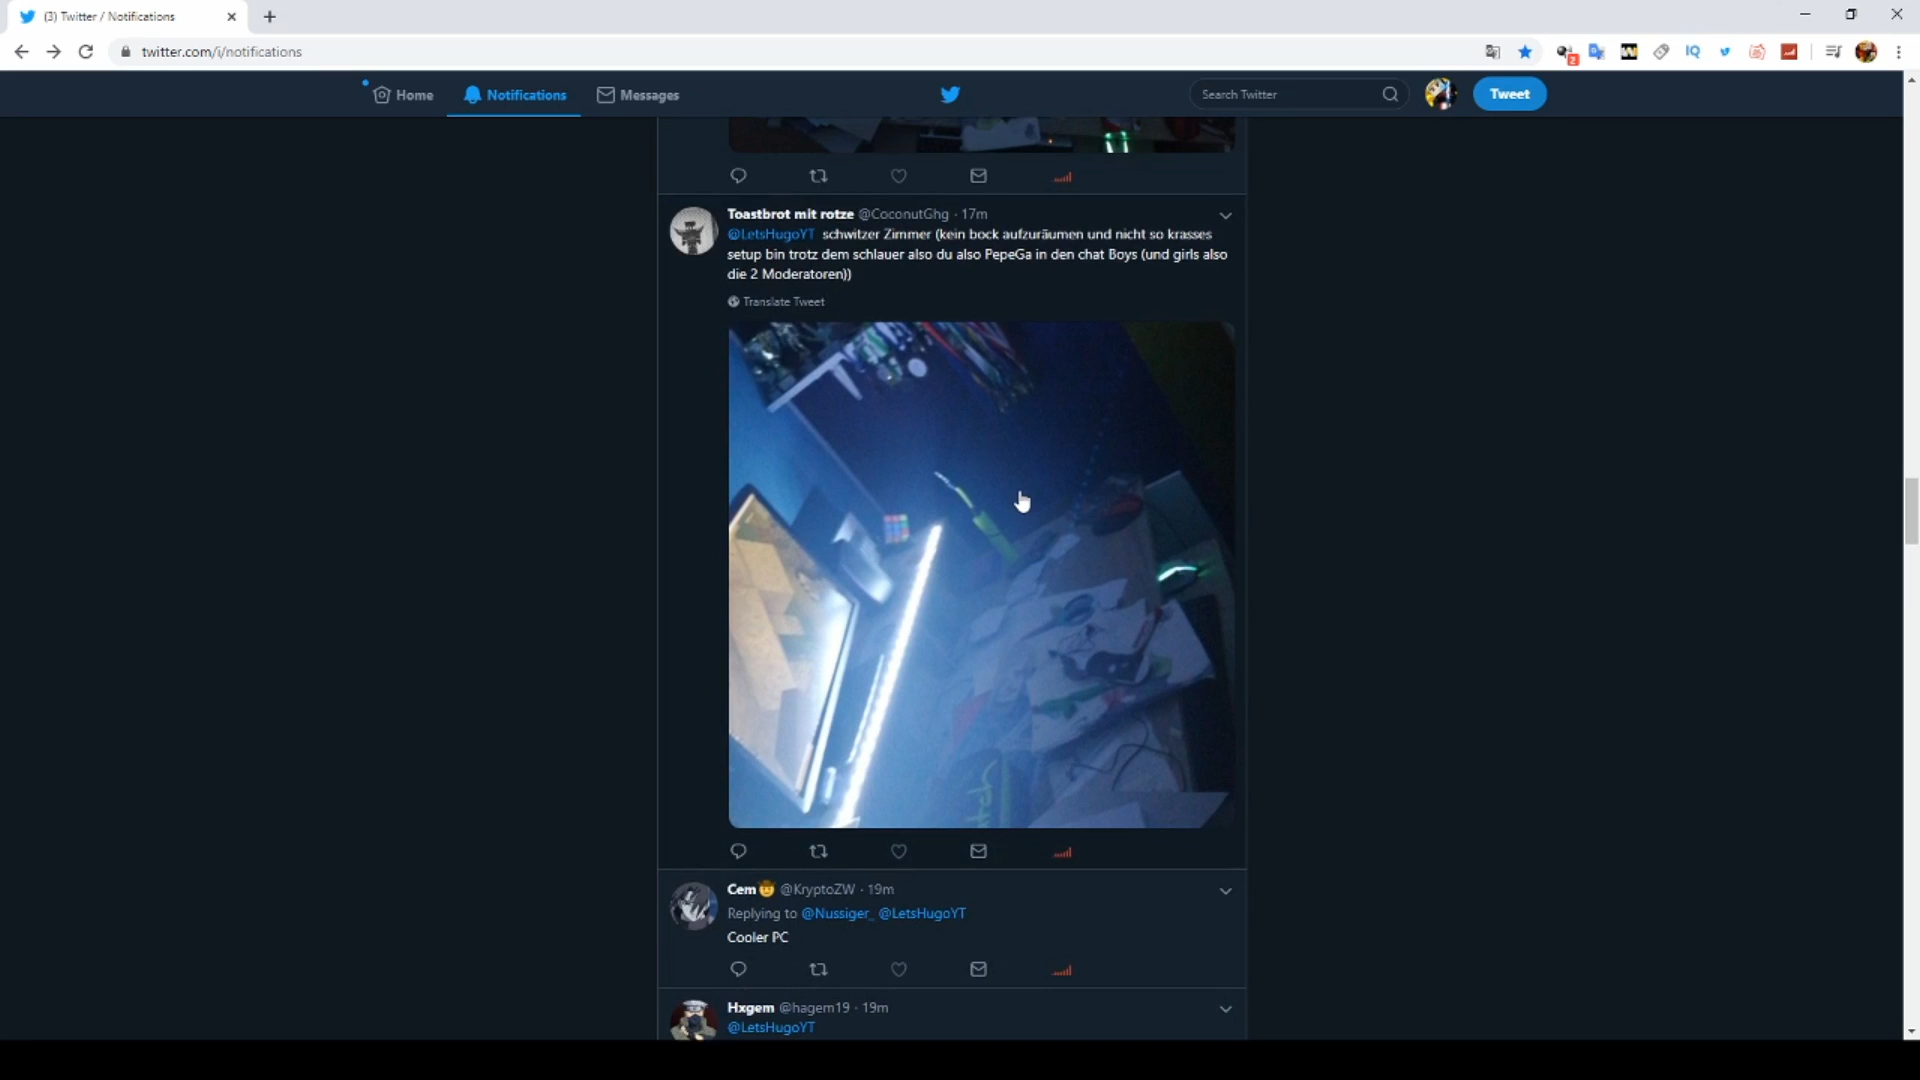 (3) Twitter / Notifications
twitter.com/i/notifications
2
IQ
Home
Notifications
Messages
Search Twitter
Tweet
Toastbrot mit rotze @CoconutGhg · 17m
@LetsHugoYT schwitzer Zimmer (kein bock aufzuräumen und nicht so krasses
setup bin trotz dem schlauer also du also PepeGa in den chat Boys (und girls also
die 2 Moderatoren))
Translate Tweet
Cem🤠 @KryptoZW · 19m
Replying to @Nussiger_ @LetsHugoYT
Cooler PC
Hxgem @hagem19 · 19m
@LetsHugoYT